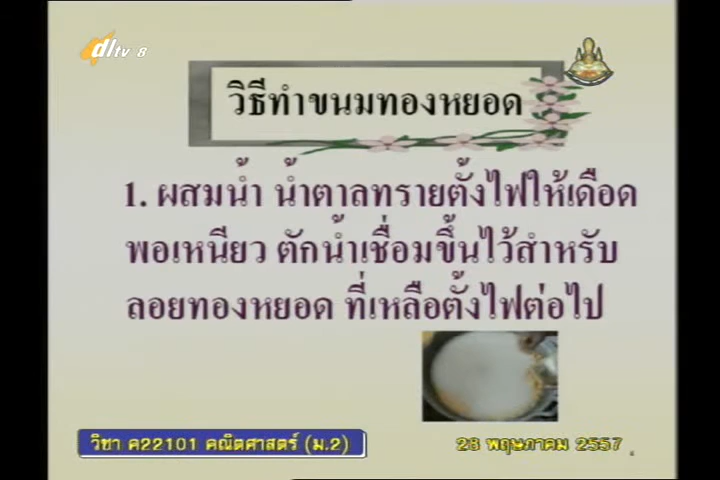 dltv 8
วิธีทำขนมทองหยอด
1. ผสมน้ำ น้ำตาลทรายตั้งไฟให้เดือด
พอเหนียว ตักน้ำเชื่อมขึ้นไว้สำหรับ
ลอยทองหยอด ที่เหลือตั้งไฟต่อไป
วิชา ค22101 คณิตศาสตร์ (ม.2)
28 พฤษภาคม 2557